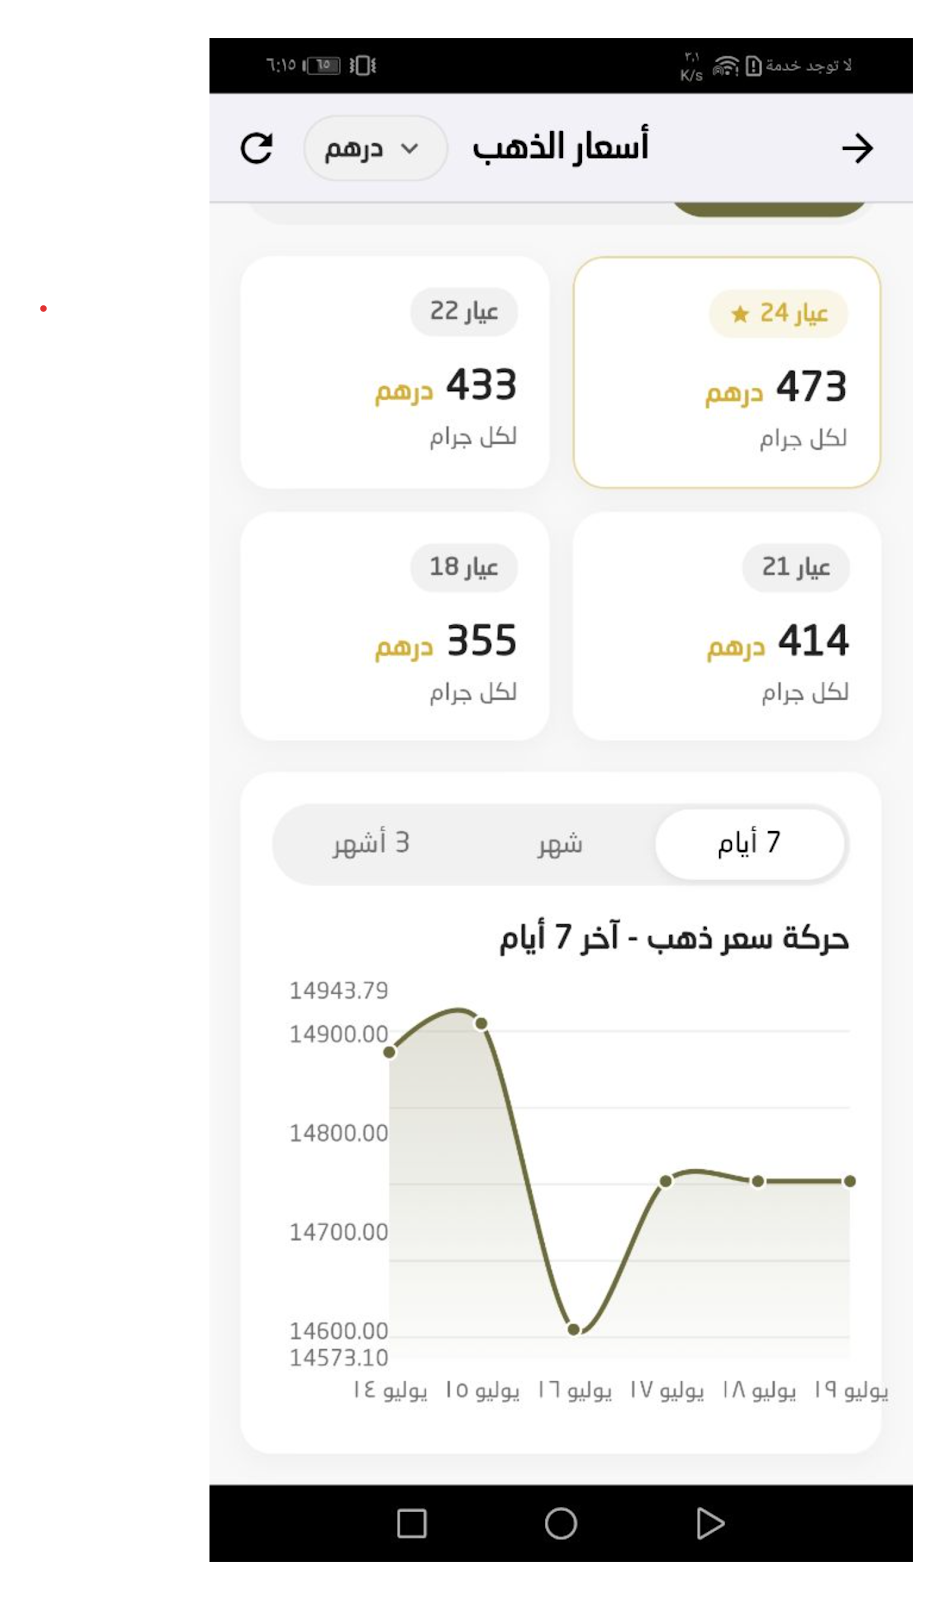 لا توجد خدمة ٣,١ K/s ٦:١٥ ٦٥
أسعار الذهب درهم
عيار 24 ★ عيار 22
473 درهم 433 درهم
لكل جرام لكل جرام
عيار 21 عيار 18
414 درهم 355 درهم
لكل جرام لكل جرام
7 أيام شهر 3 أشهر
حركة سعر ذهب - آخر 7 أيام
14943.79
14900.00
14800.00
14700.00
14600.00
14573.10
يوليو ١٤ يوليو ١٥ يوليو ١٦ يوليو ١٧ يوليو ١٨ يوليو ١٩